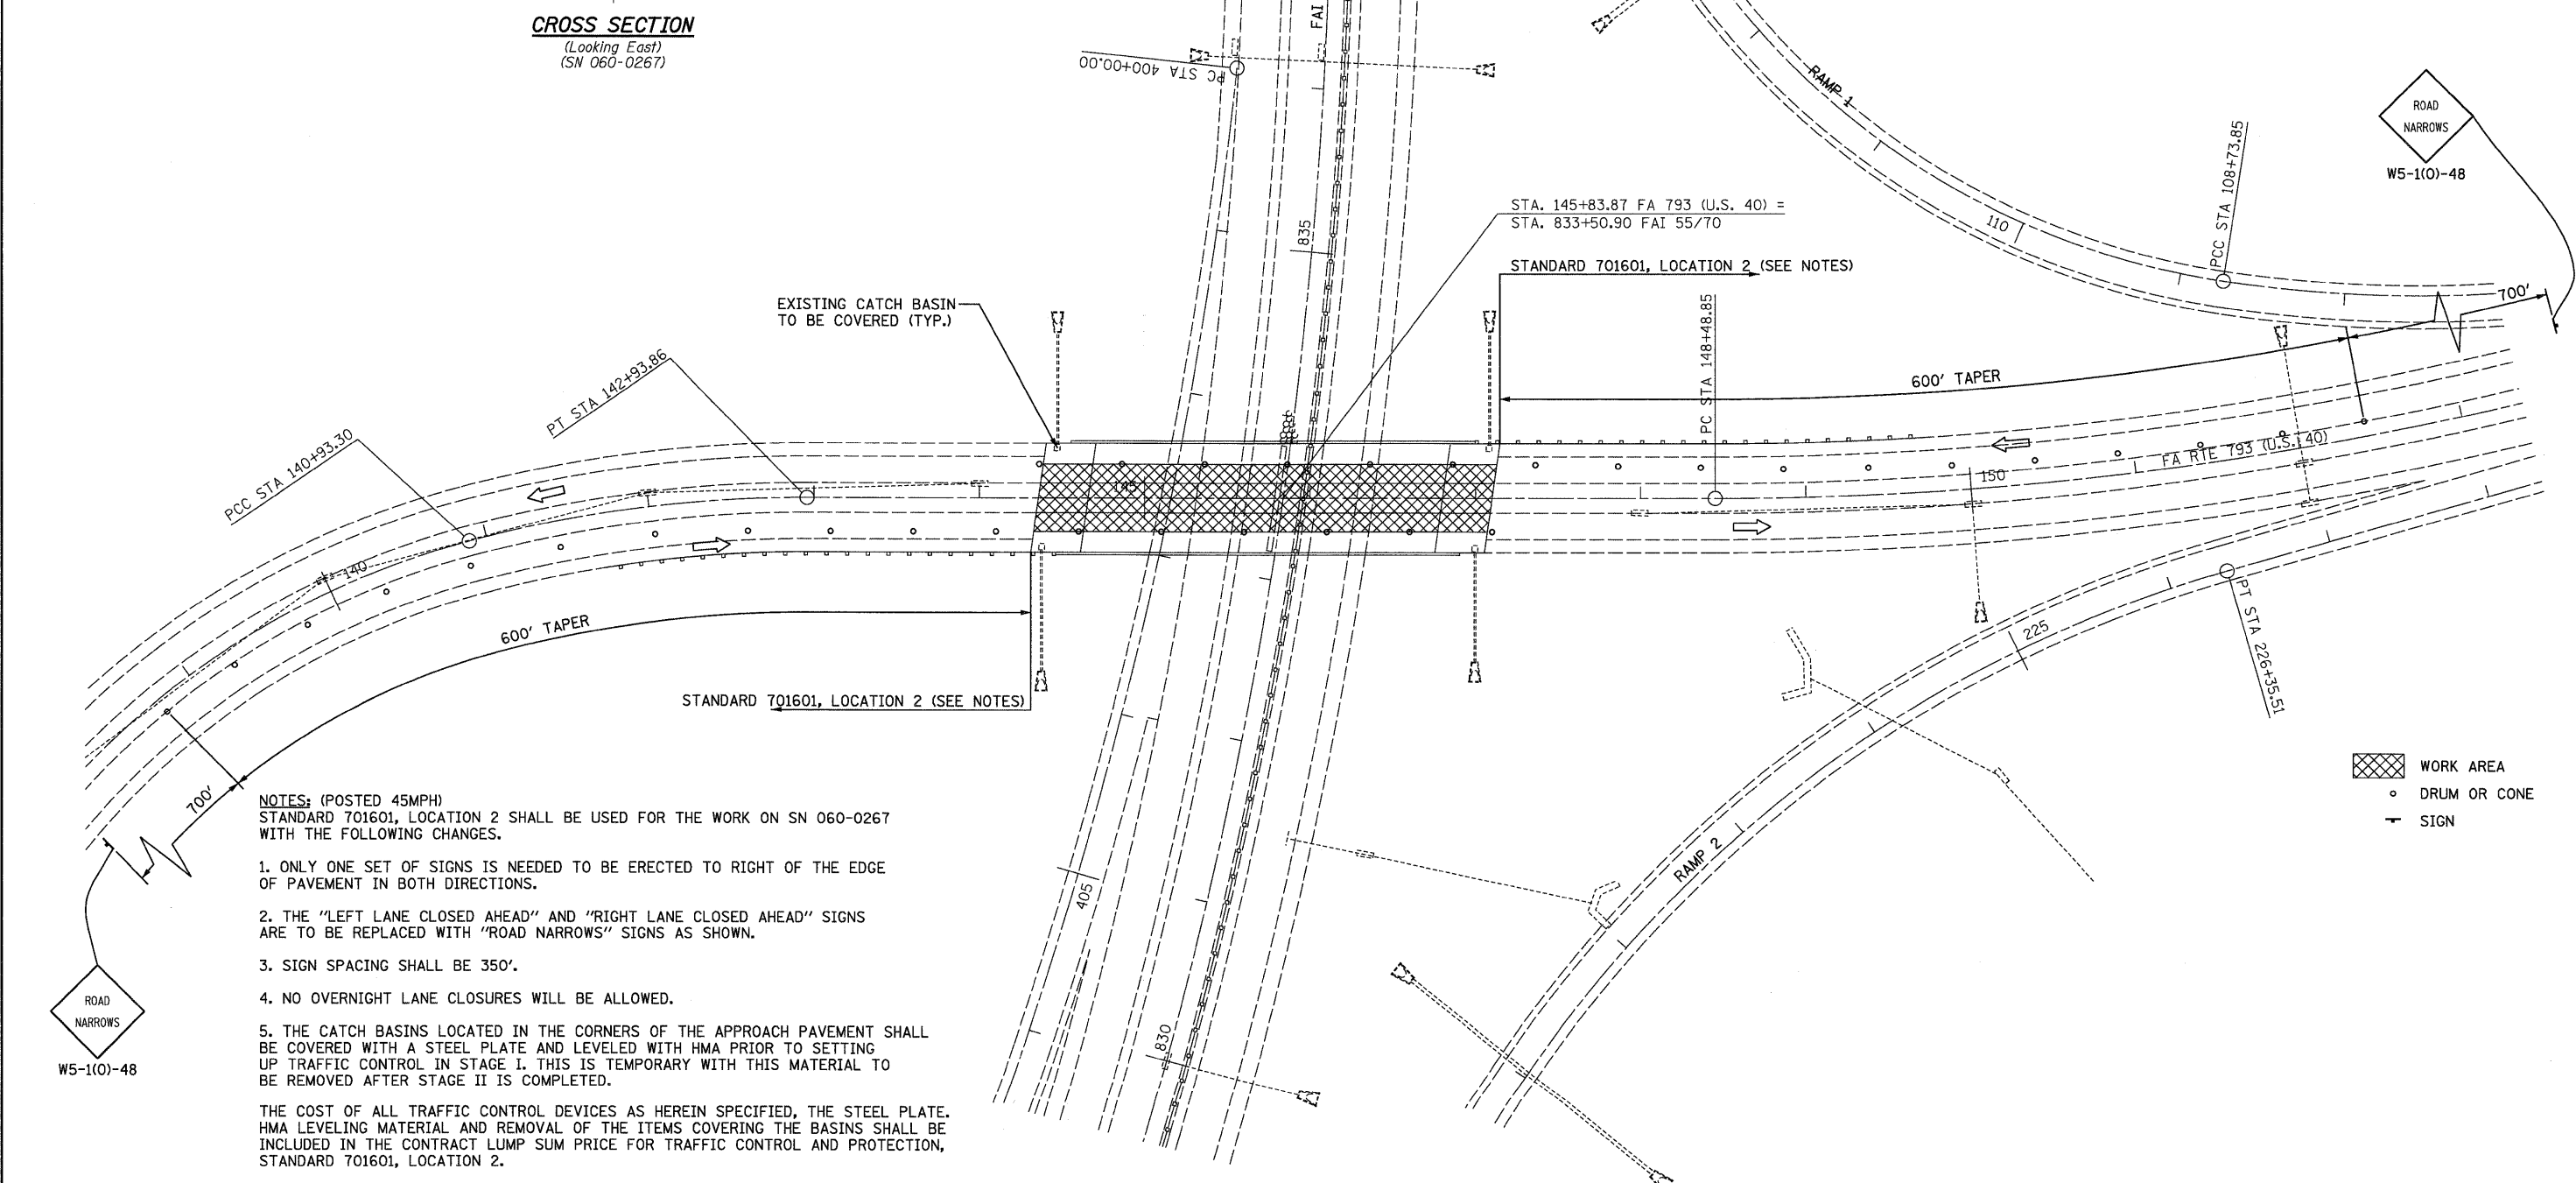 CROSS SECTION
(Looking East)
(SN 060-0267)
PC STA 400+00.00
FAI
RAMP 1
ROAD
NARROWS
W5-1(O)-48
PCC STA 108+73.85
110
835
STA. 145+83.87 FA 793 (U.S. 40) =
STA. 833+50.90 FAI 55/70
STANDARD 701601, LOCATION 2 (SEE NOTES)
EXISTING CATCH BASIN
TO BE COVERED (TYP.)
PC STA 148+48.85
700'
600' TAPER
PT STA 142+93.86
PCC STA 140+93.30
FA RTE 793 (U.S. 40)
145
150
140
600' TAPER
225
PT STA 226+35.51
STANDARD 701601, LOCATION 2 (SEE NOTES)
700'
WORK AREA
DRUM OR CONE
SIGN
RAMP 2
405
830
NOTES: (POSTED 45MPH)
STANDARD 701601, LOCATION 2 SHALL BE USED FOR THE WORK ON SN 060-0267
WITH THE FOLLOWING CHANGES.
1. ONLY ONE SET OF SIGNS IS NEEDED TO BE ERECTED TO RIGHT OF THE EDGE
OF PAVEMENT IN BOTH DIRECTIONS.
2. THE "LEFT LANE CLOSED AHEAD" AND "RIGHT LANE CLOSED AHEAD" SIGNS
ARE TO BE REPLACED WITH "ROAD NARROWS" SIGNS AS SHOWN.
3. SIGN SPACING SHALL BE 350'.
4. NO OVERNIGHT LANE CLOSURES WILL BE ALLOWED.
5. THE CATCH BASINS LOCATED IN THE CORNERS OF THE APPROACH PAVEMENT SHALL
BE COVERED WITH A STEEL PLATE AND LEVELED WITH HMA PRIOR TO SETTING
UP TRAFFIC CONTROL IN STAGE I. THIS IS TEMPORARY WITH THIS MATERIAL TO
BE REMOVED AFTER STAGE II IS COMPLETED.
THE COST OF ALL TRAFFIC CONTROL DEVICES AS HEREIN SPECIFIED, THE STEEL PLATE.
HMA LEVELING MATERIAL AND REMOVAL OF THE ITEMS COVERING THE BASINS SHALL BE
INCLUDED IN THE CONTRACT LUMP SUM PRICE FOR TRAFFIC CONTROL AND PROTECTION,
STANDARD 701601, LOCATION 2.
ROAD
NARROWS
W5-1(O)-48